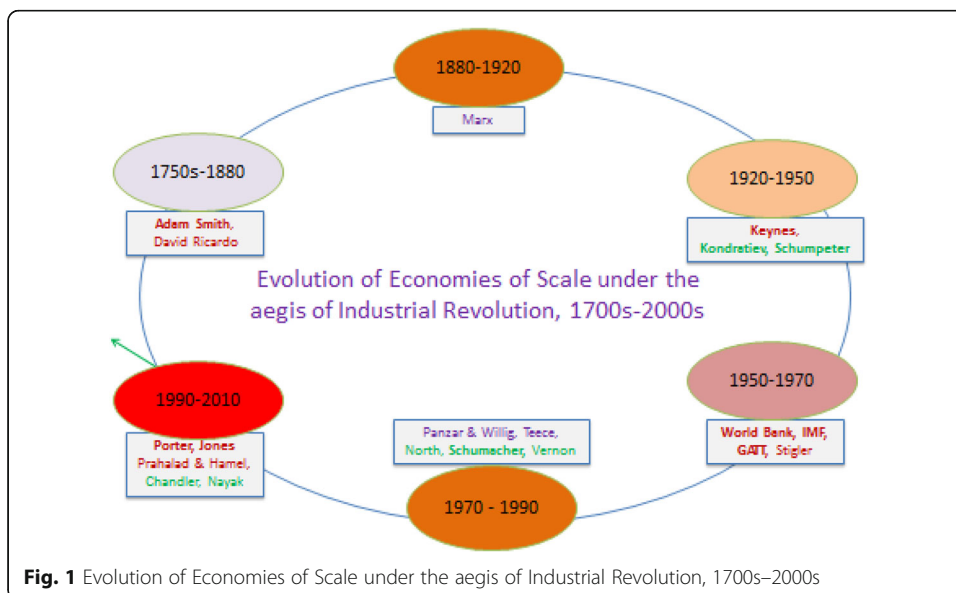 1880-1920
Marx
1750s-1880
Adam Smith,
David Ricardo
1920-1950
Keynes,
Kondratiev, Schumpeter
Evolution of Economies of Scale under the
aegis of Industrial Revolution, 1700s-2000s
1950-1970
World Bank, IMF,
GATT, Stigler
1990-2010
Porter, Jones
Prahalad & Hamel,
Chandler, Nayak
Panzar & Willig, Teece,
North, Schumacher, Vernon
1970 - 1990
Fig. 1 Evolution of Economies of Scale under the aegis of Industrial Revolution, 1700s–2000s